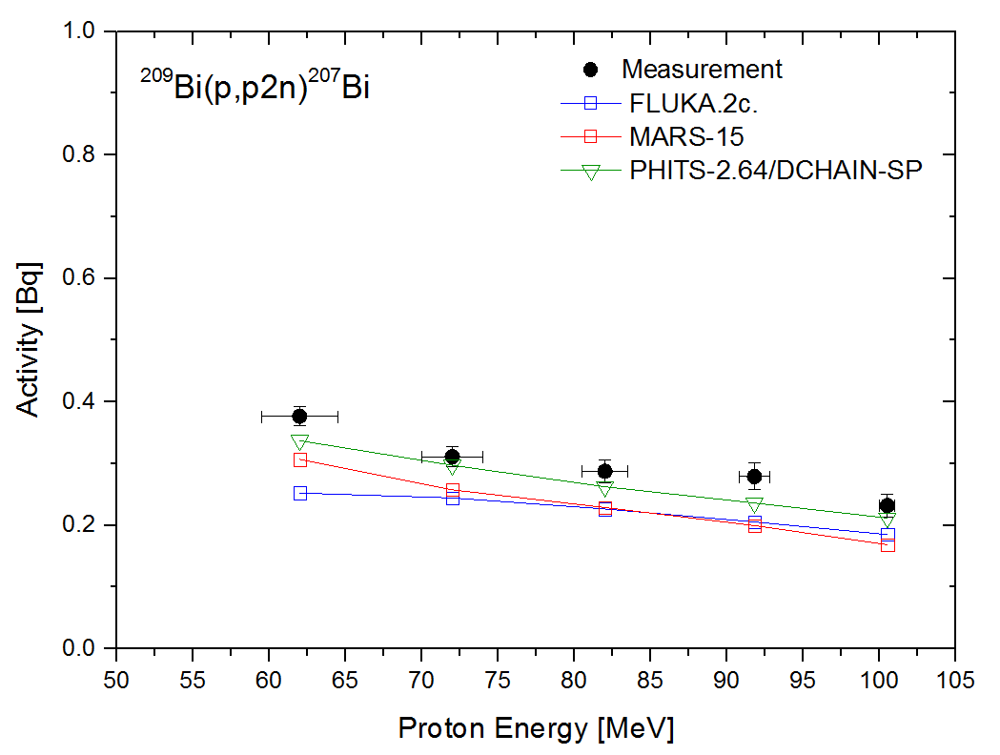 1.0
0.8
0.6
0.4
0.2
0.0
Activity [Bq]
²⁰⁹Bi(p,p2n)²⁰⁷Bi
Measurement
FLUKA.2c.
MARS-15
PHITS-2.64/DCHAIN-SP
50 55 60 65 70 75 80 85 90 95 100 105
Proton Energy [MeV]